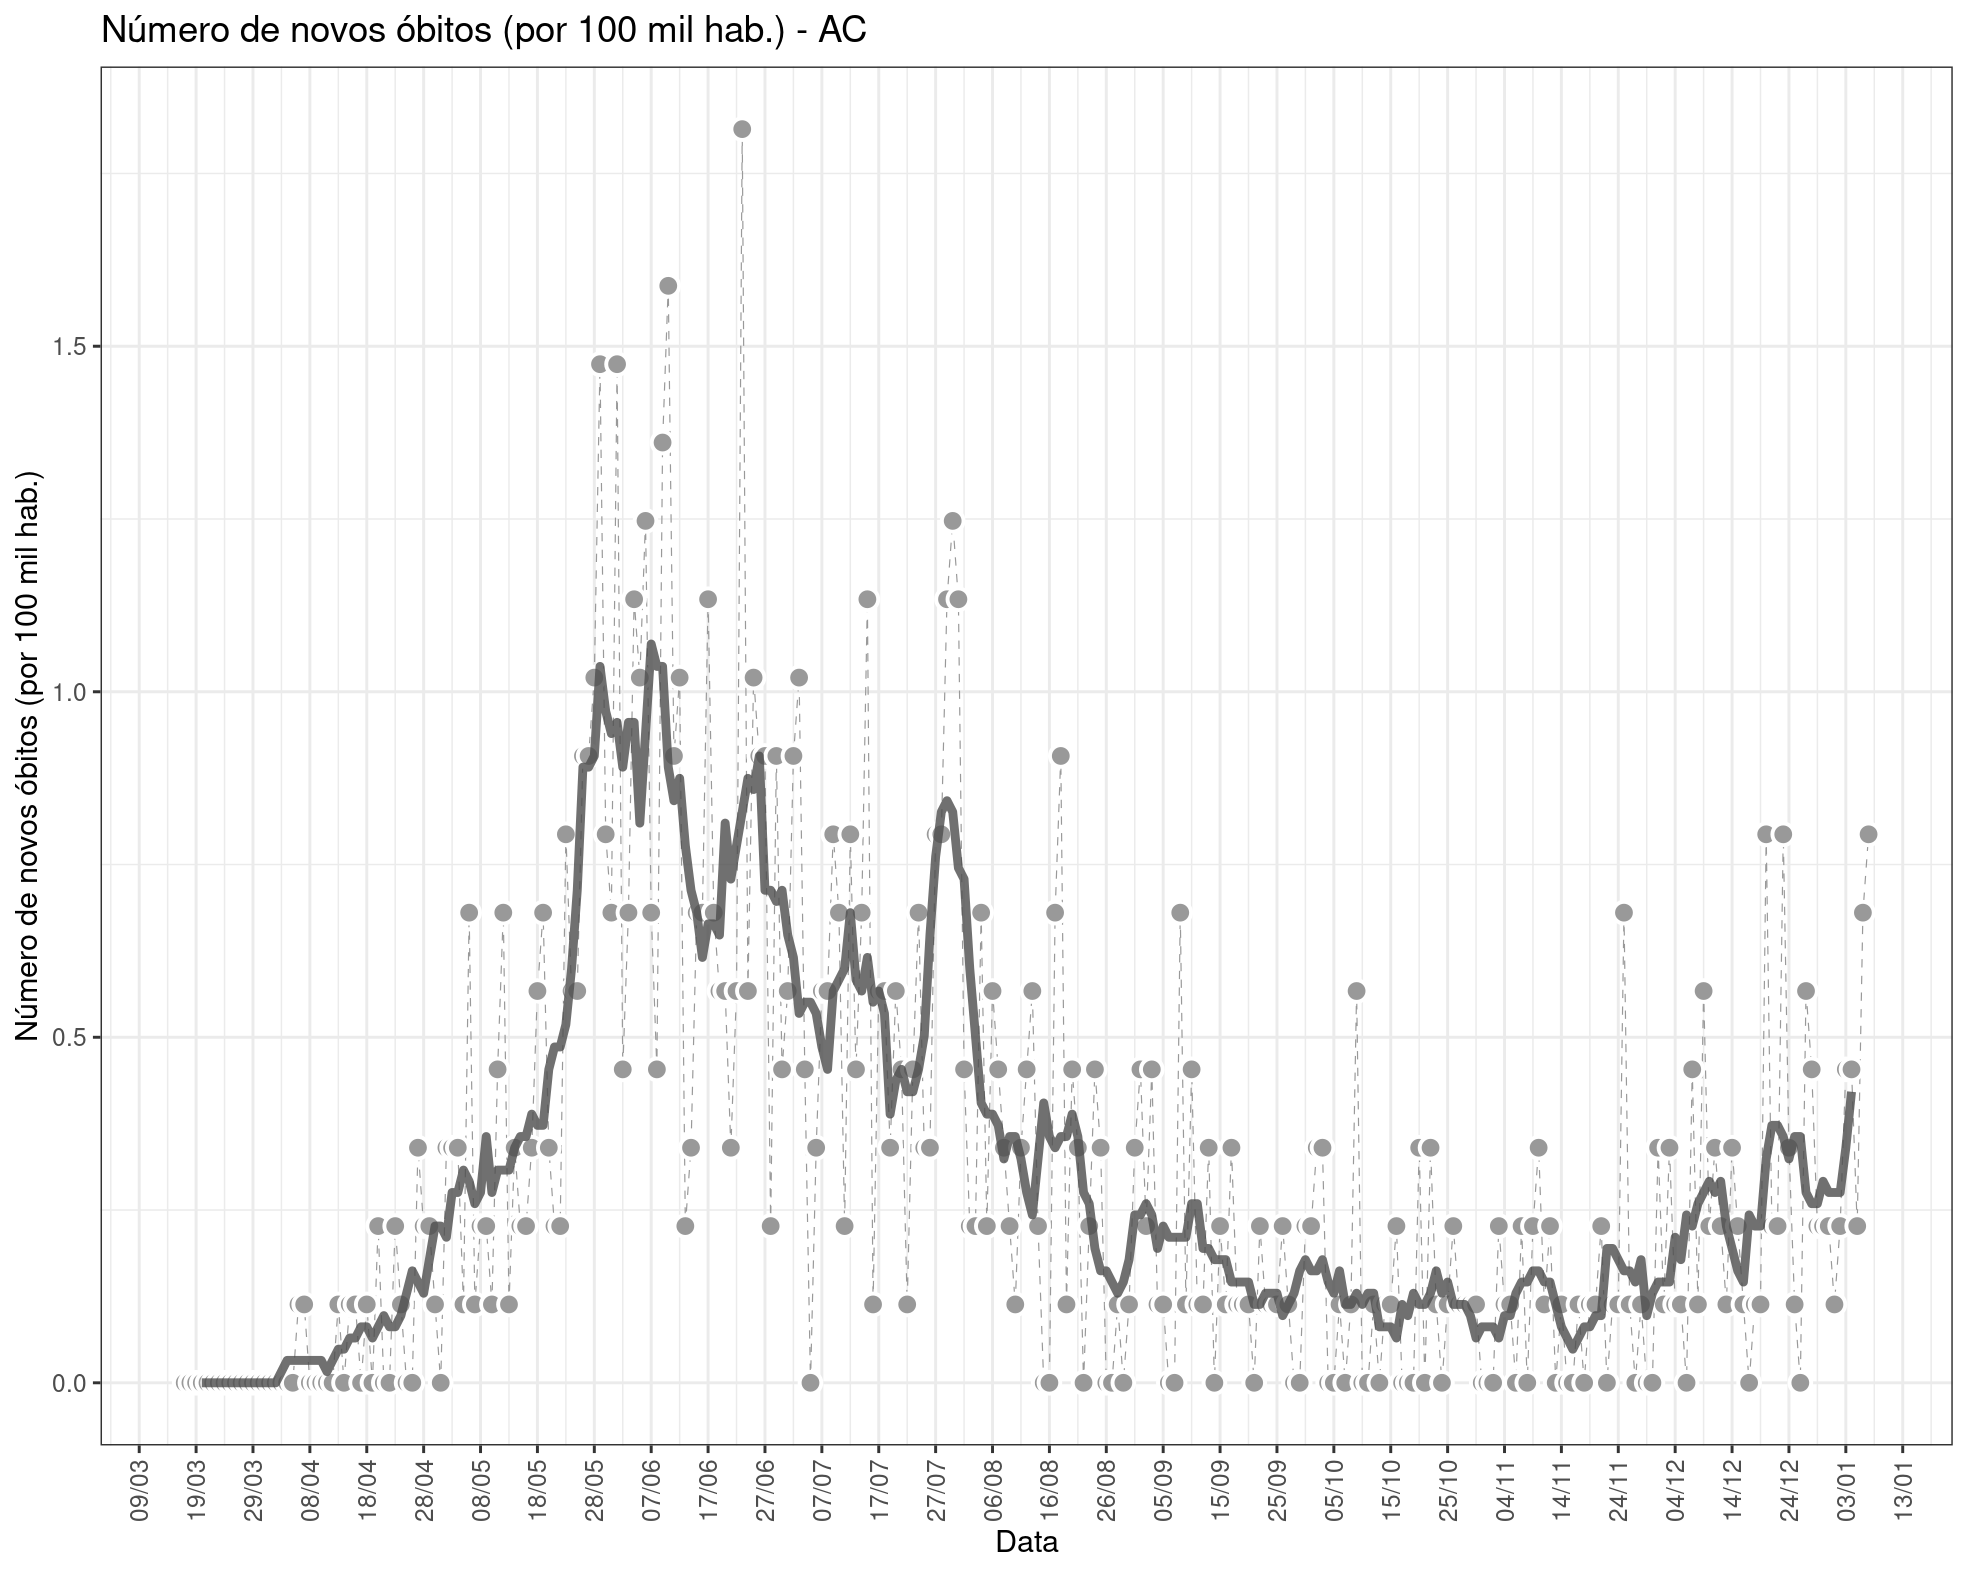 Número de novos óbitos (por 100 mil hab.) - AC
Número de novos óbitos (por 100 mil hab.)
1.5
1.0
0.5
0.0
09/03 19/03 29/03 08/04 18/04 28/04 08/05 18/05 28/05 07/06 17/06 27/06 07/07 17/07 27/07 06/08 16/08 26/08 05/09 15/09 25/09 05/10 15/10 25/10 04/11 14/11 24/11 04/12 14/12 24/12 03/01 13/01
Data